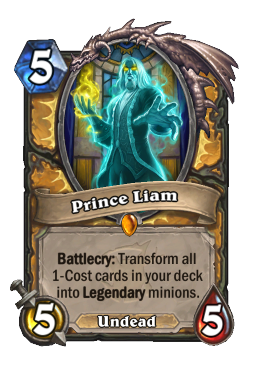 5
Prince Liam
Battlecry: Transform all
1-Cost cards in your deck
into Legendary minions.
5 Undead 5